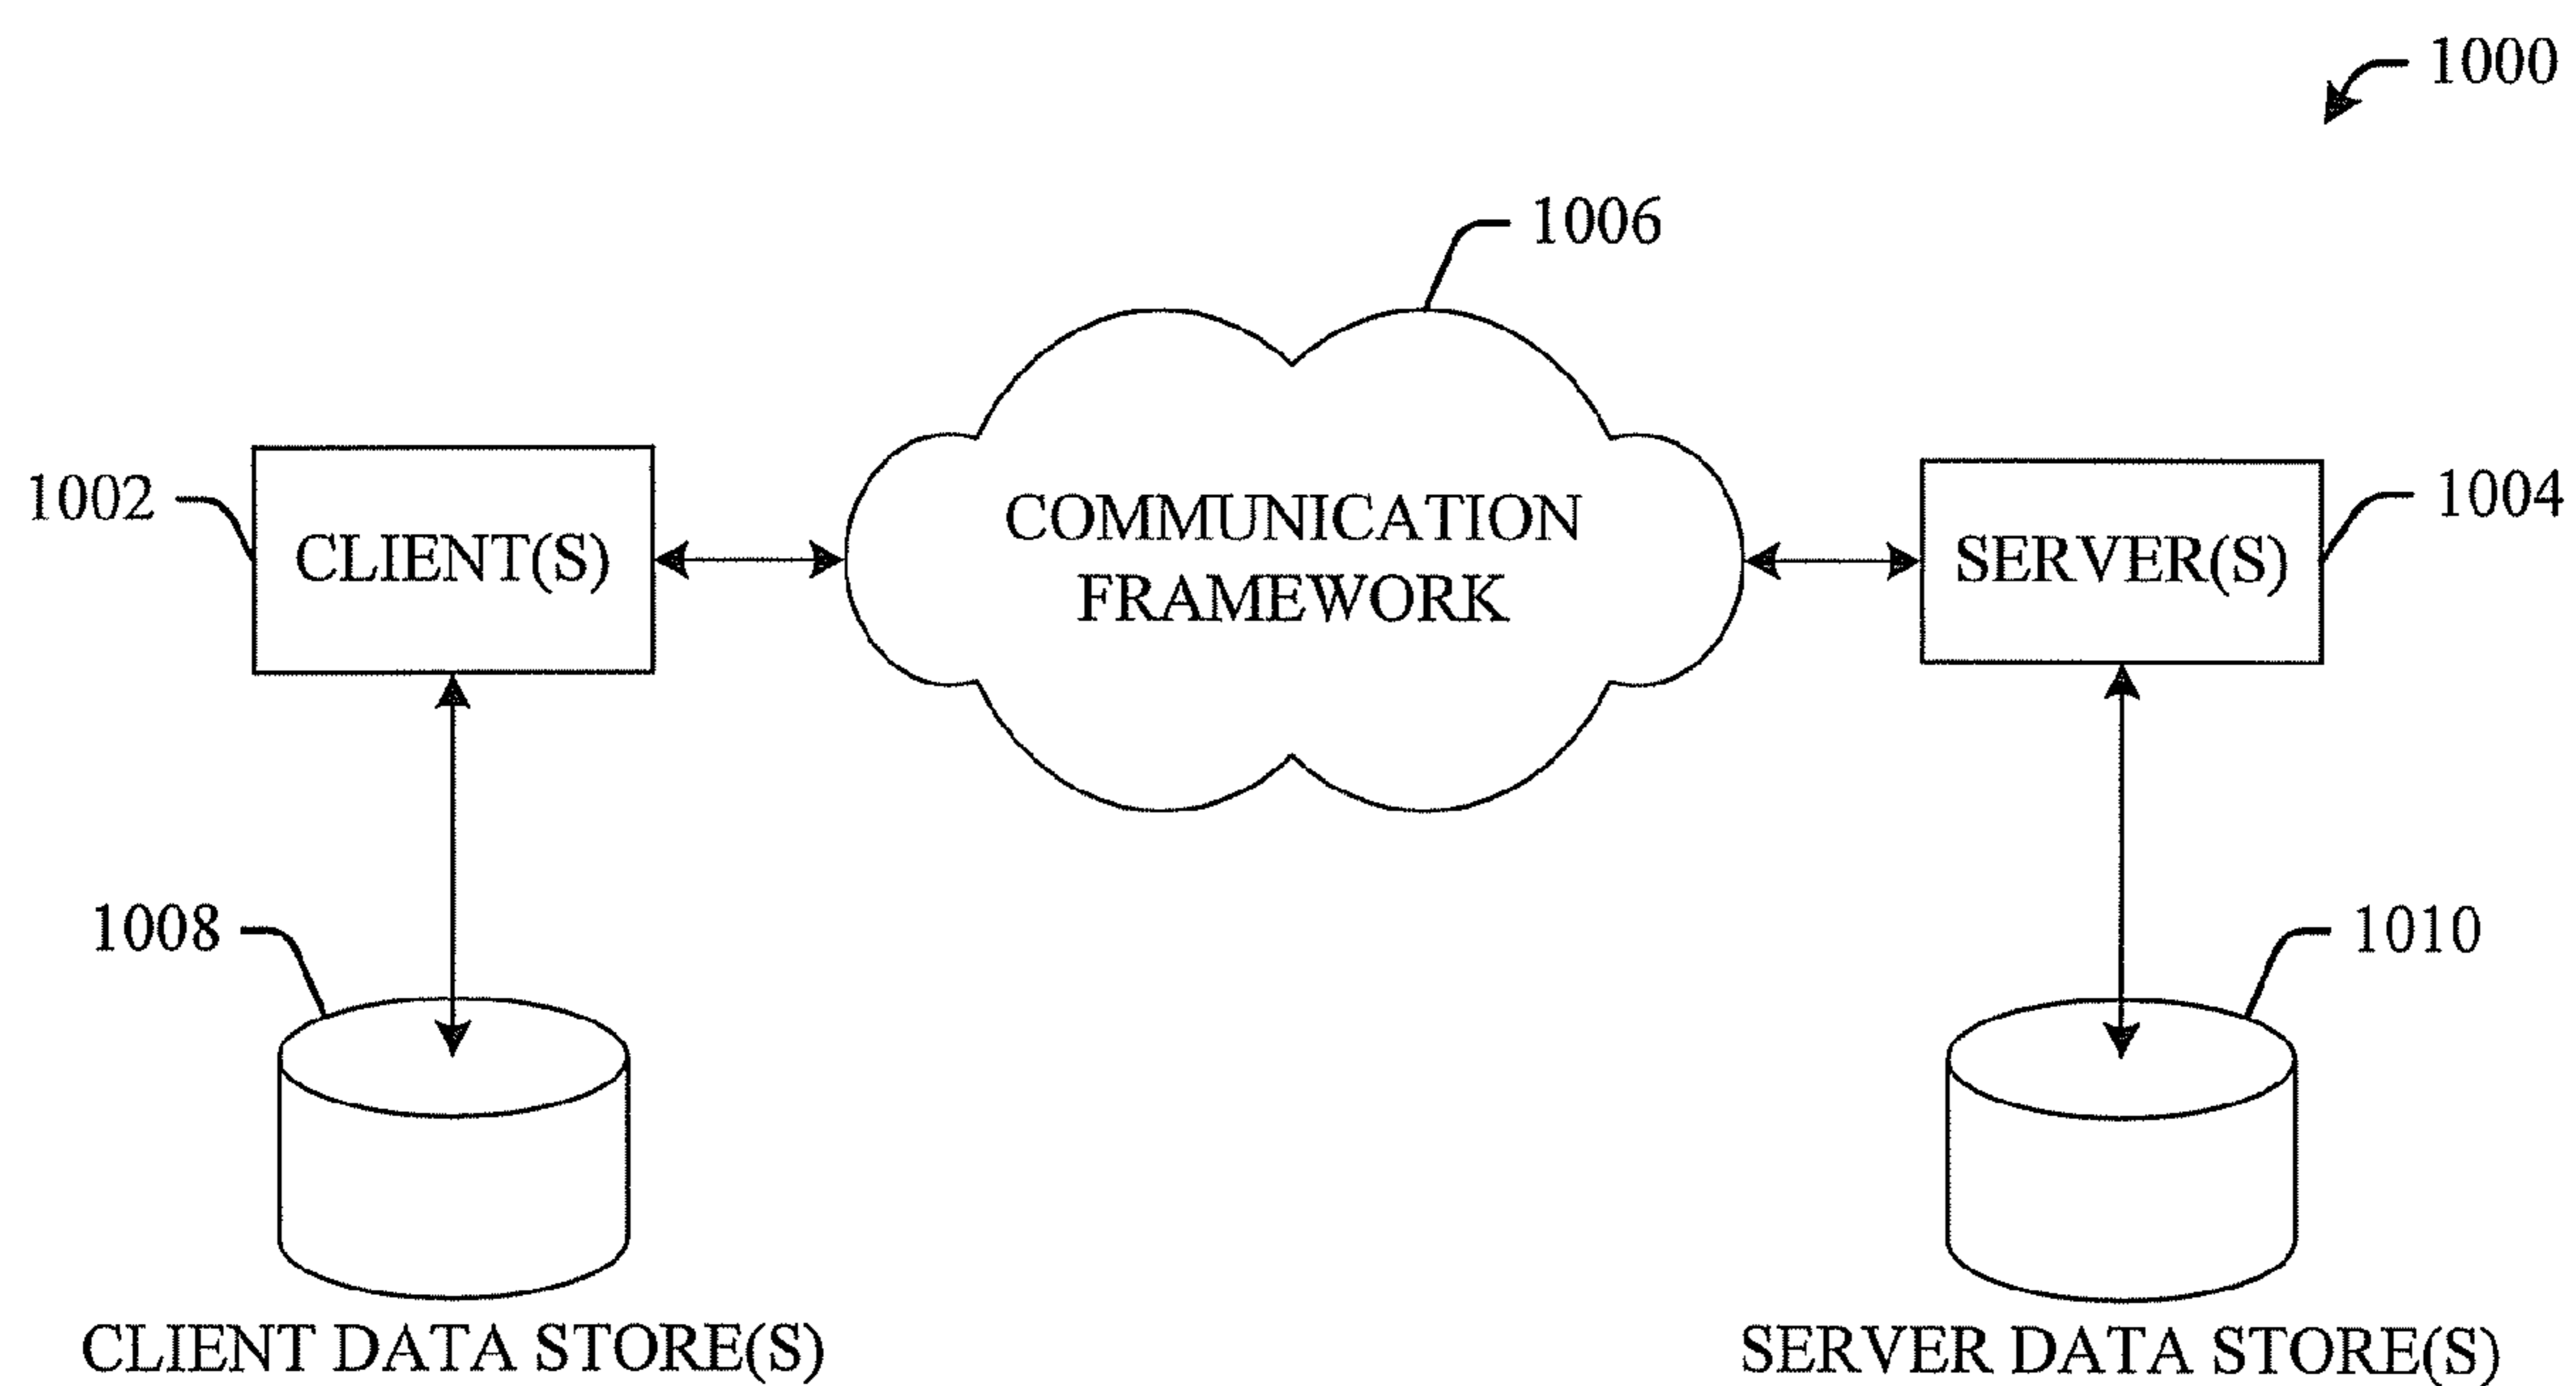 1000
1006
1002
CLIENT(S)
COMMUNICATION
FRAMEWORK
SERVER(S)
1004
1008
1010
CLIENT DATA STORE(S)
SERVER DATA STORE(S)